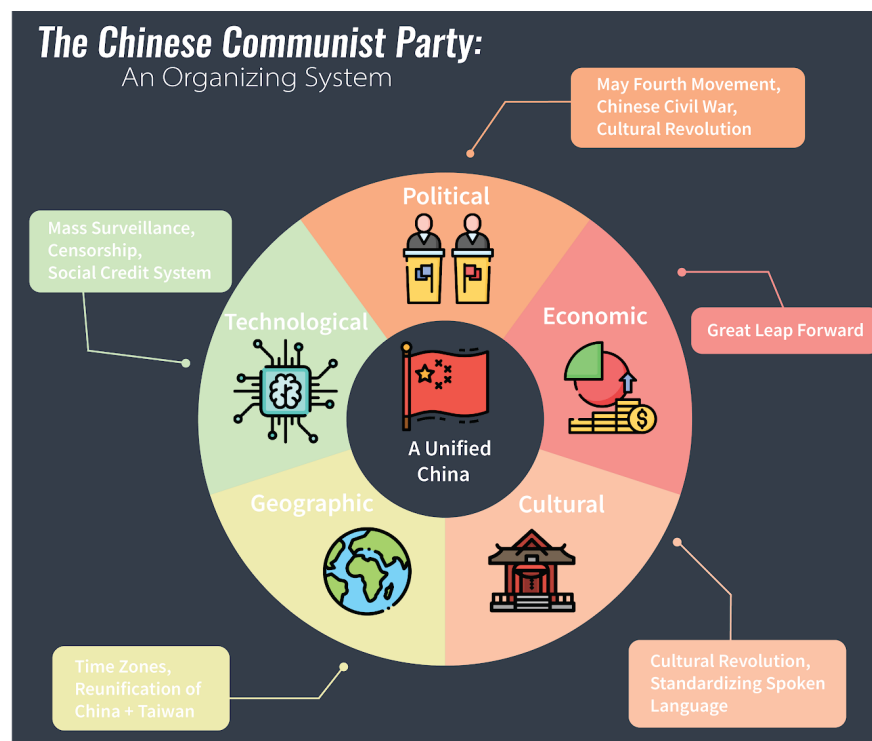 The Chinese Communist Party:
An Organizing System
May Fourth Movement,
Chinese Civil War,
Cultural Revolution
Political
Mass Surveillance,
Censorship,
Social Credit System
Technological
Economic
Great Leap Forward
A Unified
China
Geographic
Cultural
Time Zones,
Reunification of
China + Taiwan
Cultural Revolution,
Standardizing Spoken
Language